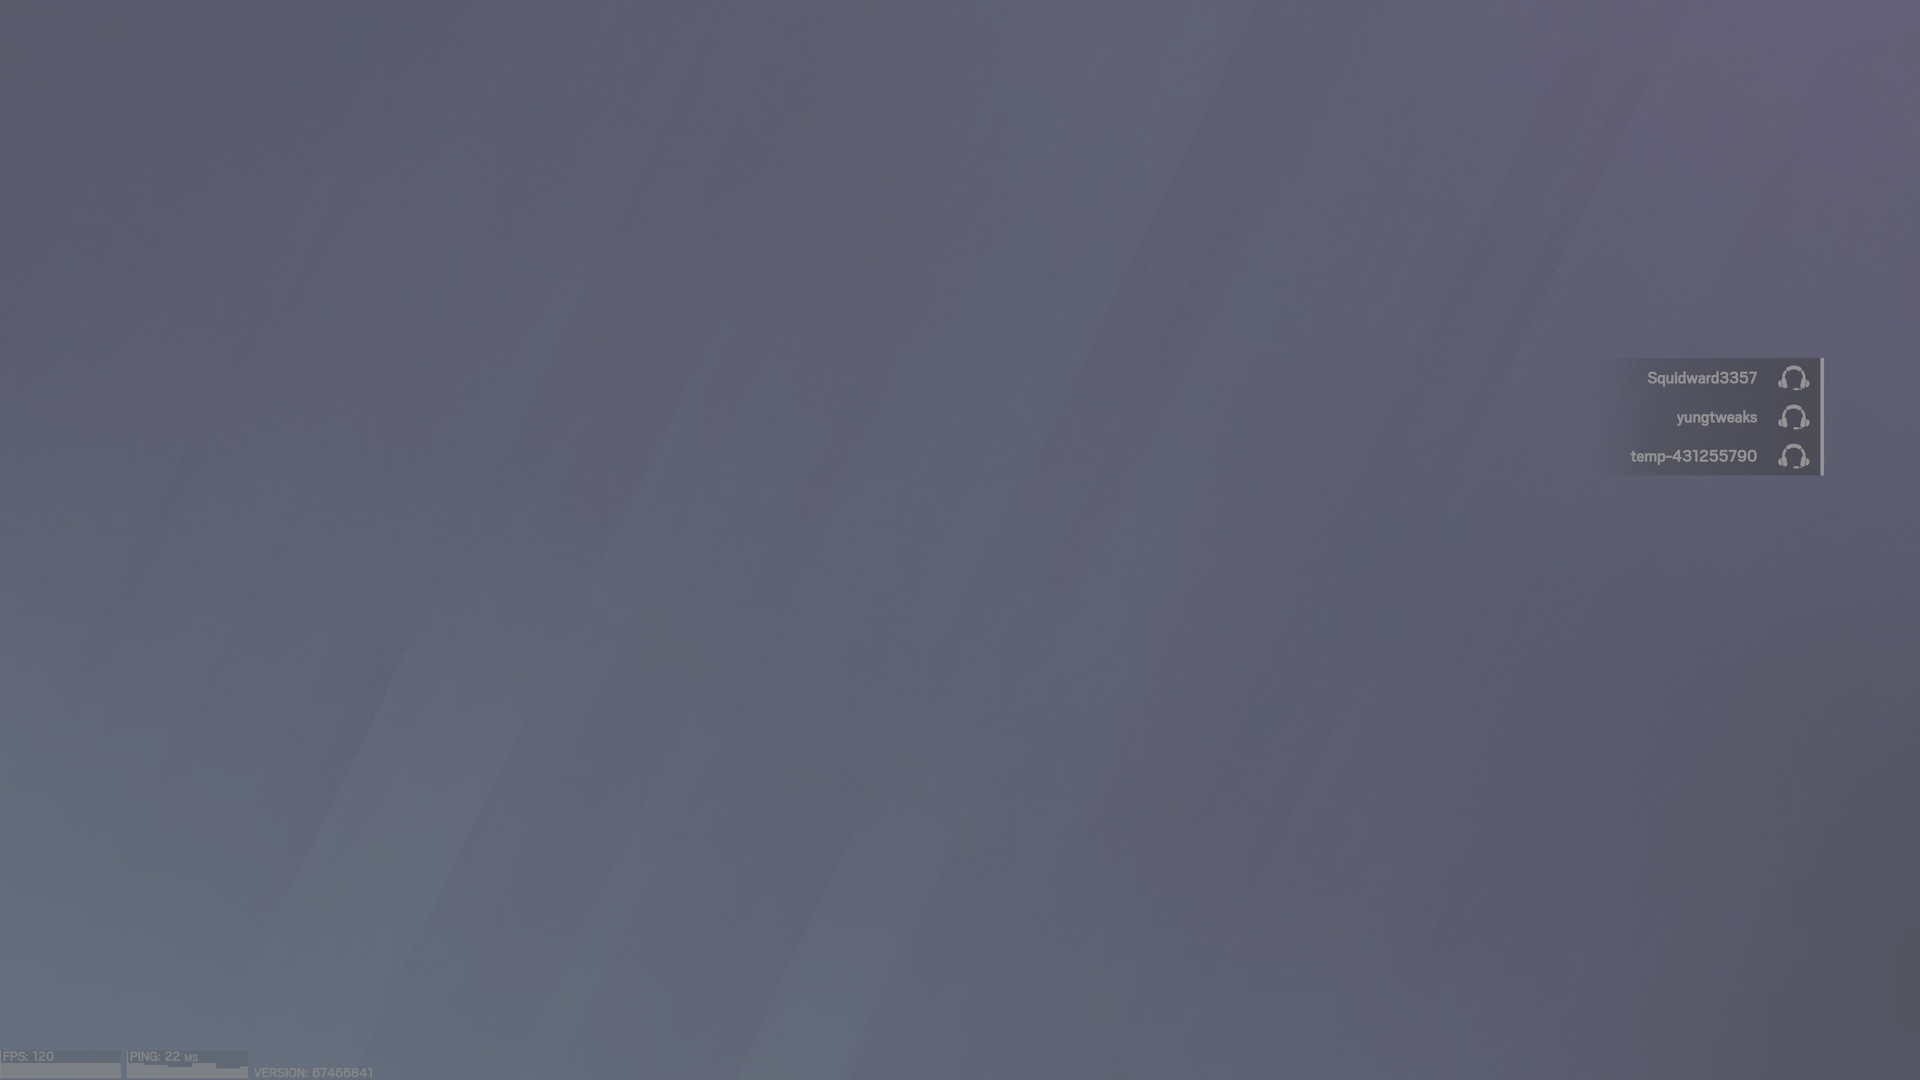 Squidward3357
yungtweaks
temp-431255790
FPS: 120
PING: 22 MS
VERSION: 67466841